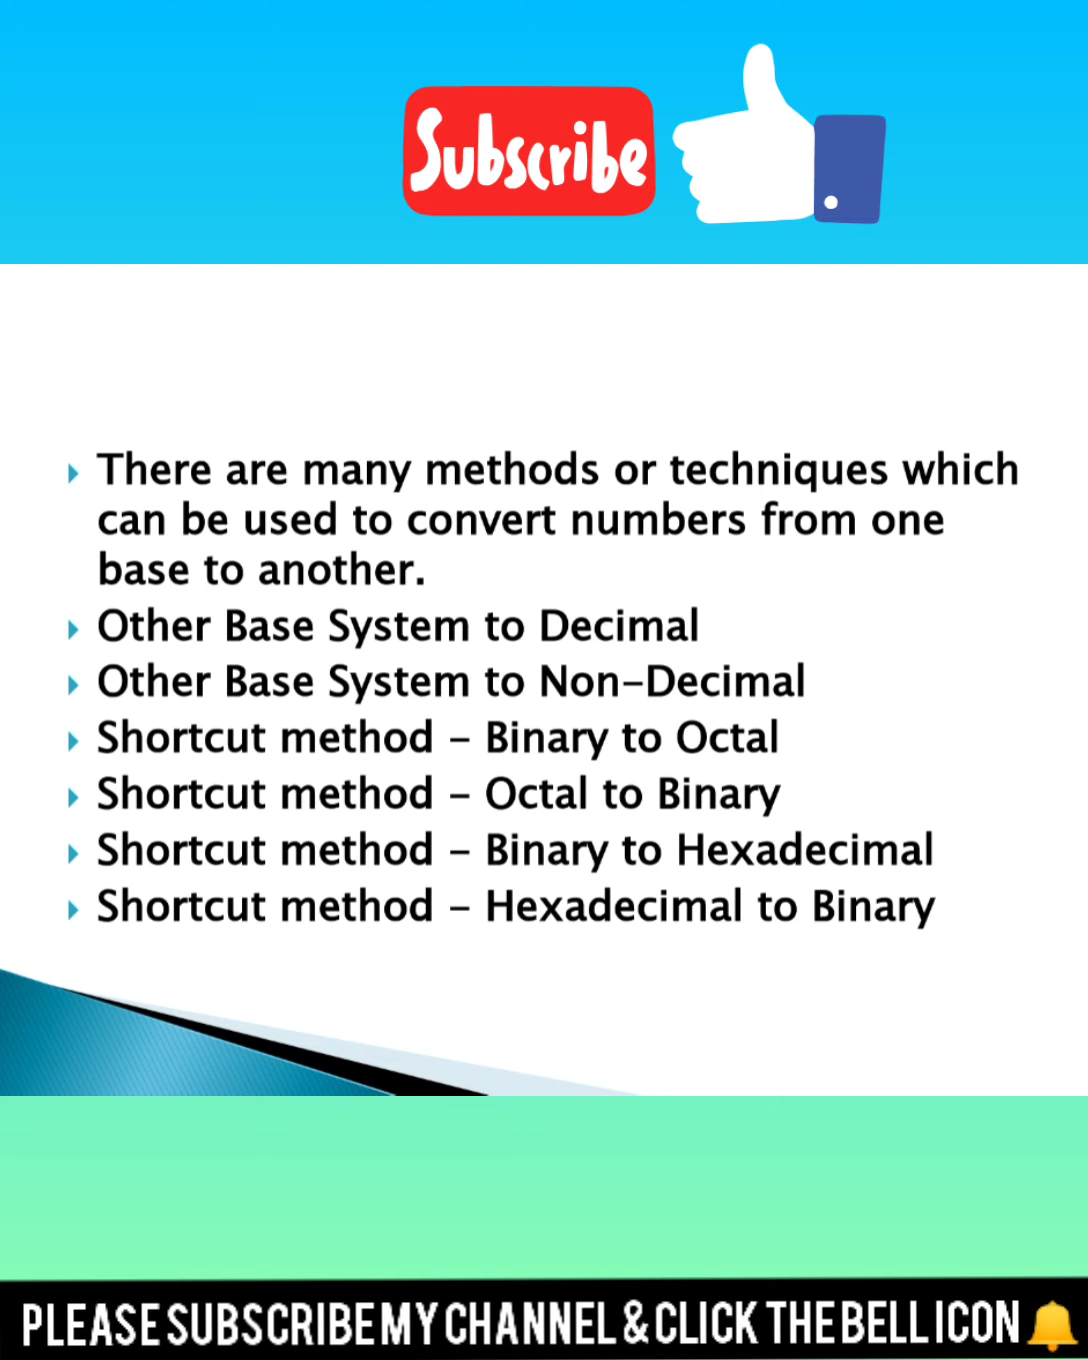 Subscribe
There are many methods or techniques which
can be used to convert numbers from one
base to another.
Other Base System to Decimal
Other Base System to Non-Decimal
Shortcut method - Binary to Octal
Shortcut method - Octal to Binary
Shortcut method - Binary to Hexadecimal
Shortcut method - Hexadecimal to Binary
PLEASE SUBSCRIBE MY CHANNEL & CLICK THE BELL ICON